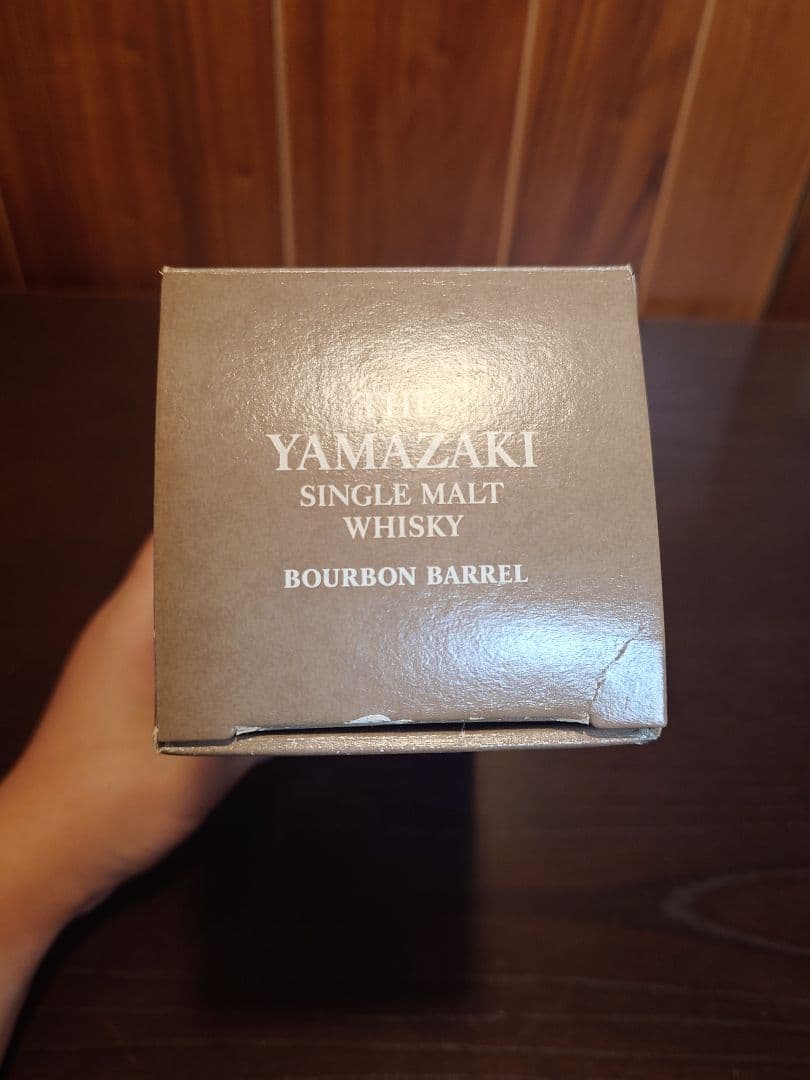 THE
YAMAZAKI
SINGLE MALT
WHISKY
BOURBON BARREL